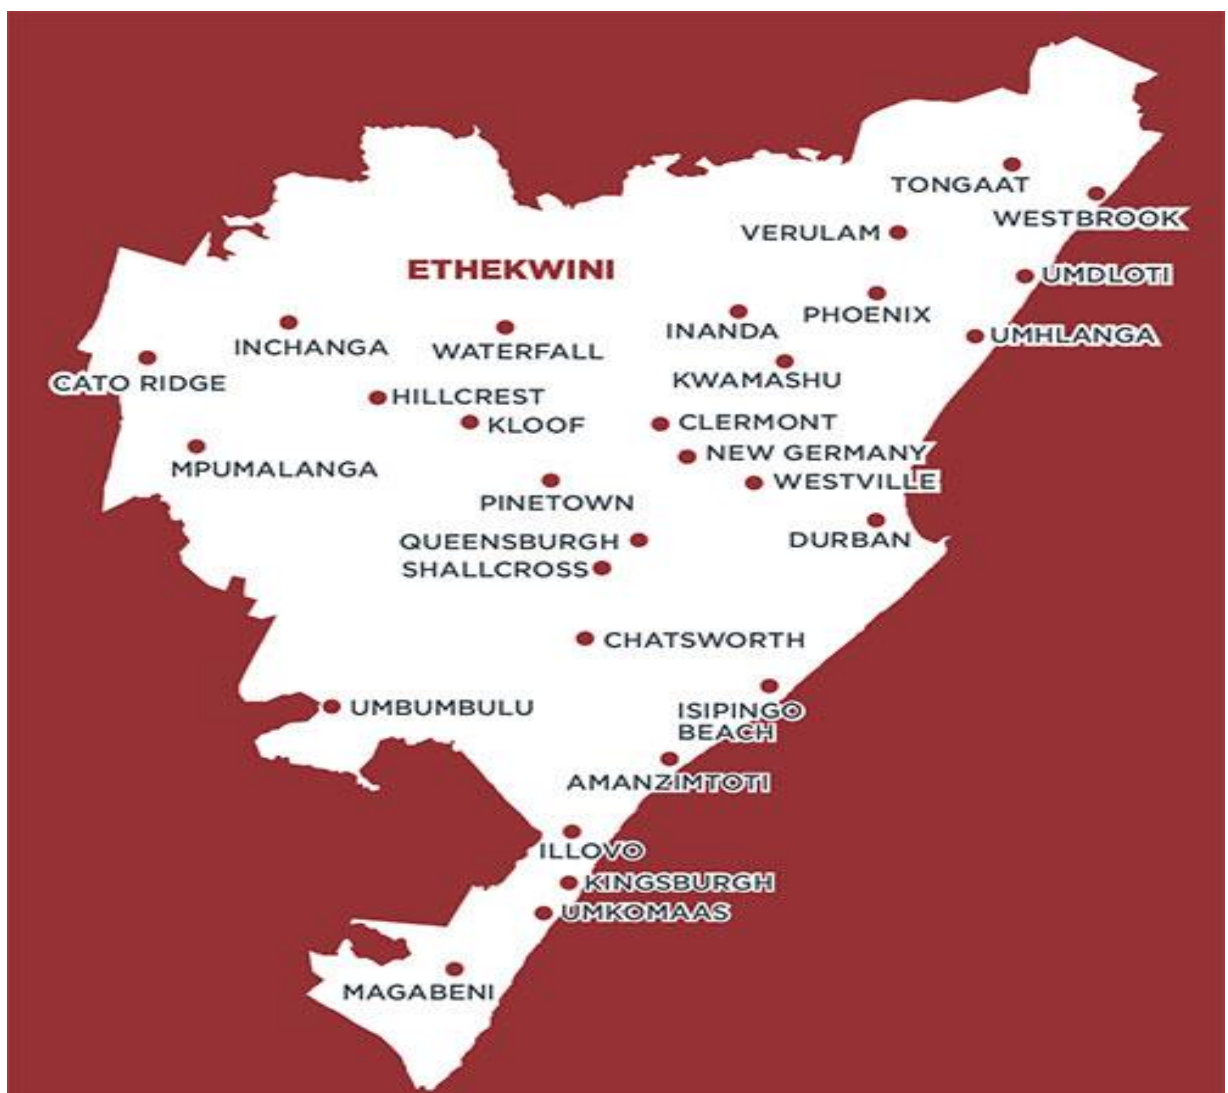 TONGAAT
WESTBROOK
VERULAM
ETHEKWINI
UMDLOTI
PHOENIX
INANDA
UMHLANGA
INCHANGA
WATERFALL
CATO RIDGE
KWAMASHU
HILLCREST
KLOOF
CLERMONT
NEW GERMANY
MPUMALANGA
WESTVILLE
PINETOWN
QUEENSBURGH
DURBAN
SHALLCROSS
CHATSWORTH
UMBUMBULU
ISIPINGO
BEACH
AMANZIMTOTI
ILLOVO
KINGSBURGH
UMKOMAAS
MAGABENI